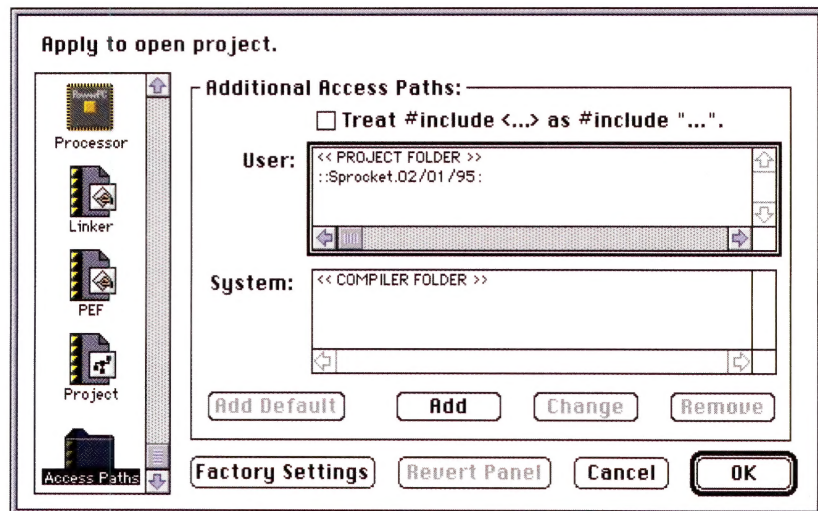 Apply to open project.
PowerPC
Processor
Linker
PEF
Project
Access Paths
Additional Access Paths:
Treat #include <...> as #include "...".
User:
<< PROJECT FOLDER >>
::Sprocket.02/01/95:
System:
<< COMPILER FOLDER >>
Add Default
Add
Change
Remove
Factory Settings
Revert Panel
Cancel
OK